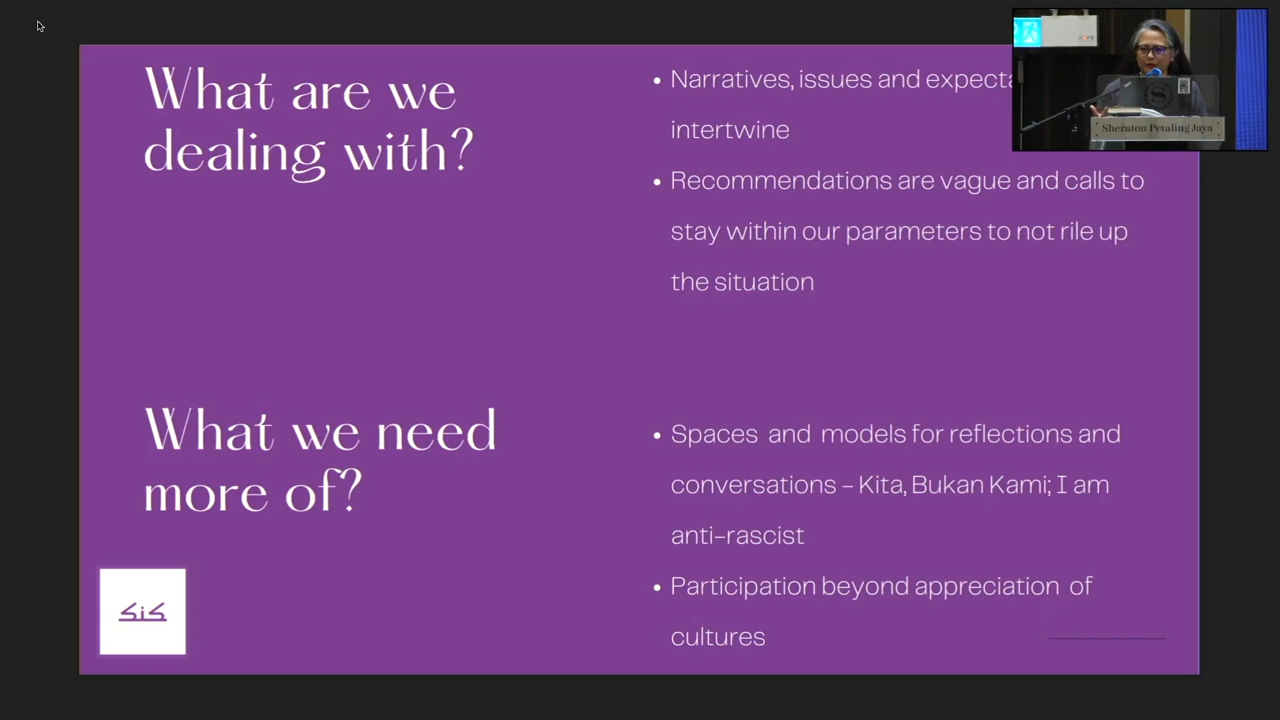 What are we
dealing with?
Narratives, issues and
intertwine
Recommendations are vague and calls to
stay within our parameters to not rile up
the situation
What we need
more of?
Spaces and models for reflections and
conversations – Kita, Bukan Kami; I am
anti-rascist
Participation beyond appreciation of
cultures
sis
Sheraton Petaling Jaya